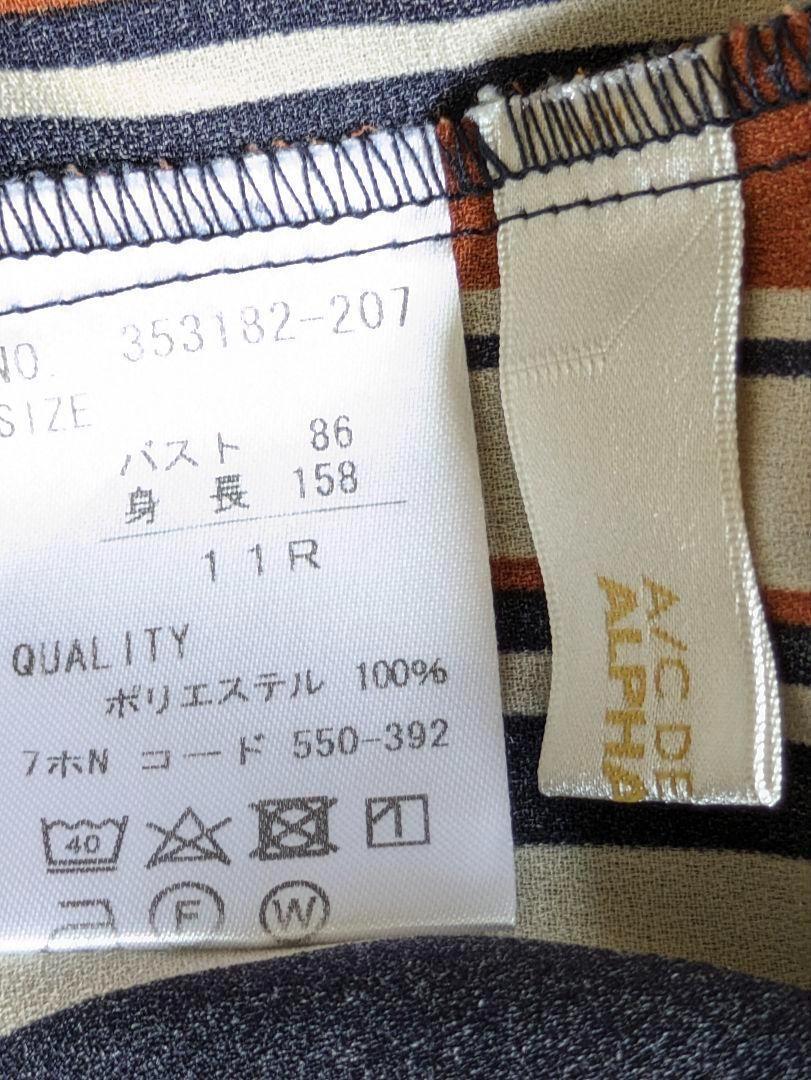 NO. 353182-207
SIZE
バスト 86
身 長 158
11R
QUALITY
ポリエステル 100%
7ホN コード 550-392
40
F W
A/C DE
ALPHA